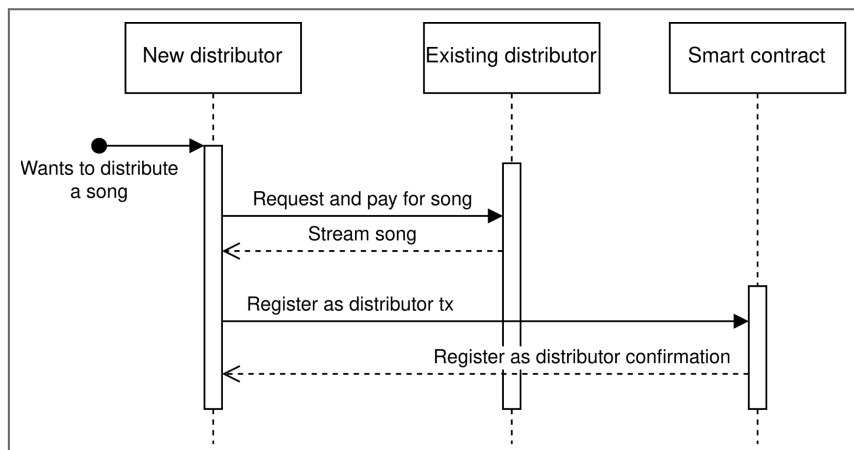 New distributor
Existing distributor
Smart contract
Wants to distribute
a song
Request and pay for song
Stream song
Register as distributor tx
Register as distributor confirmation